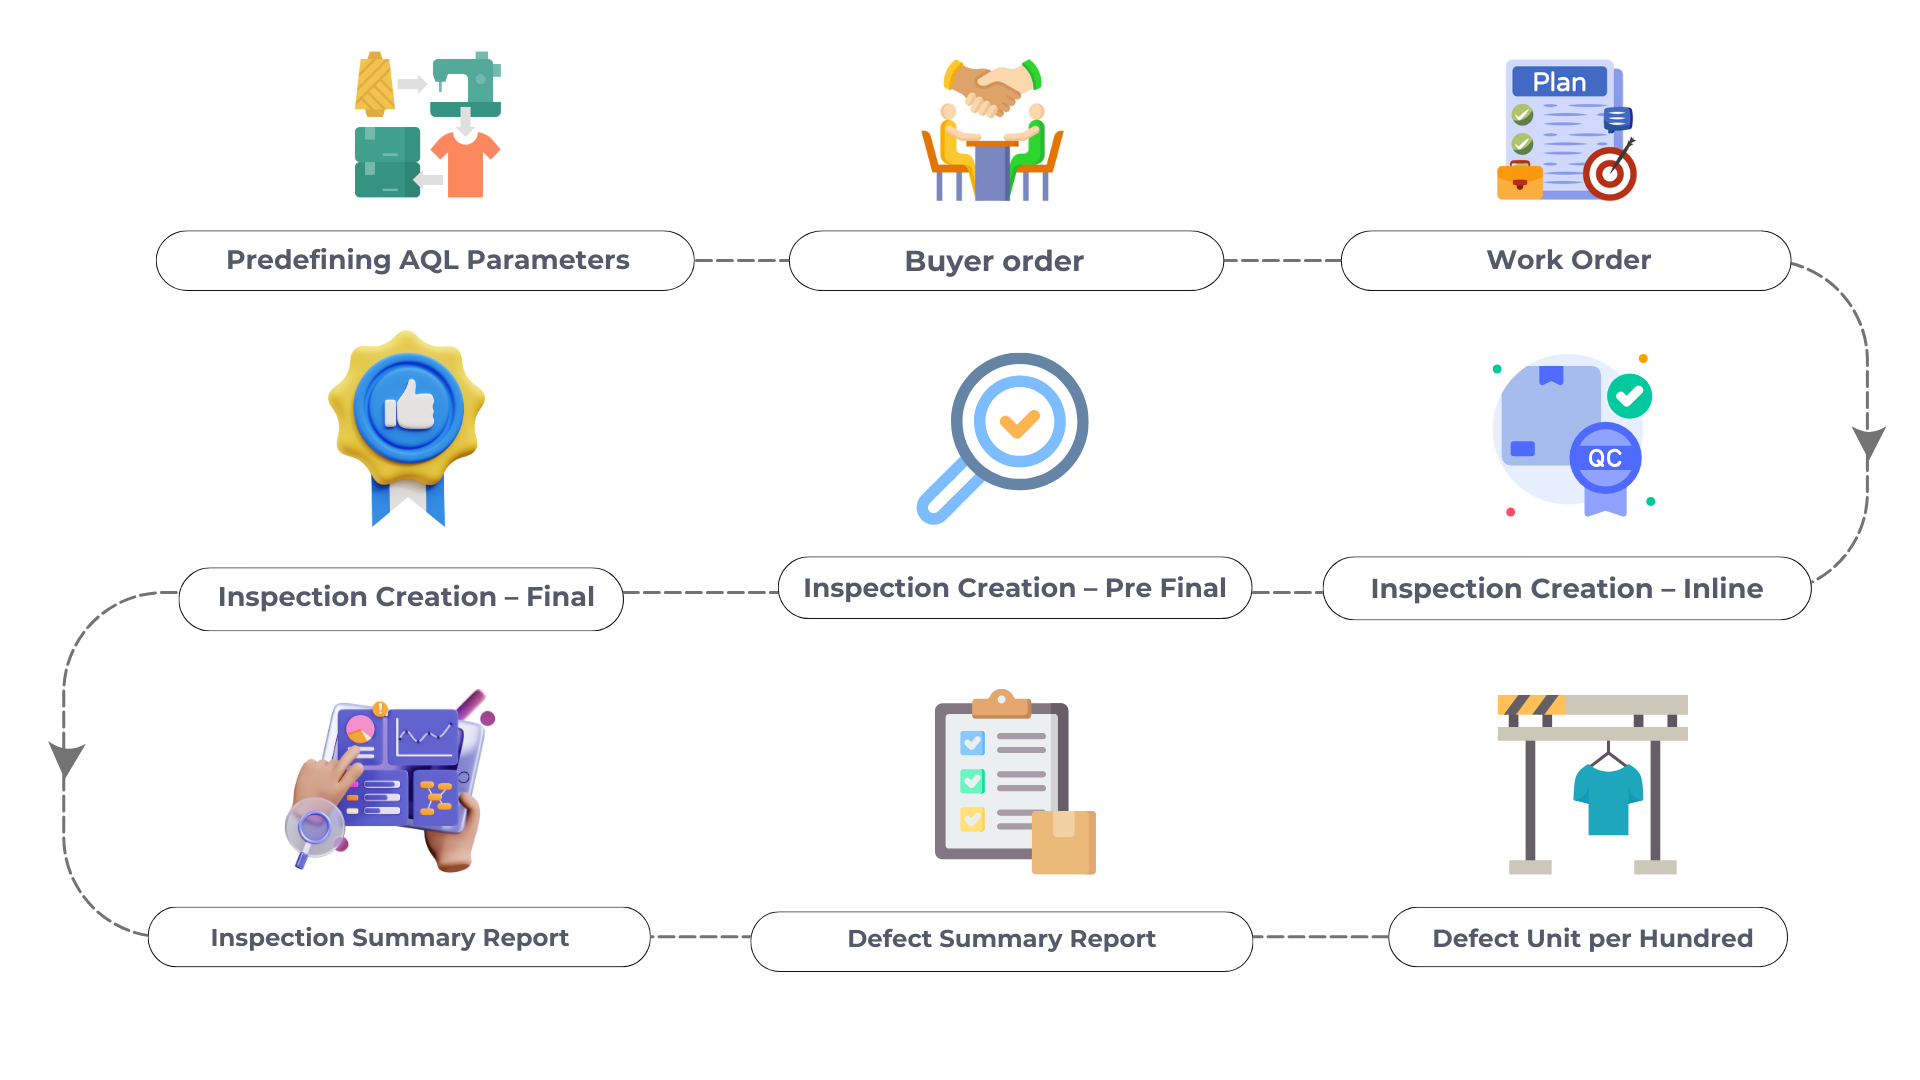 Plan
Predefining AQL Parameters
Buyer order
Work Order
QC
Inspection Creation – Final
Inspection Creation – Pre Final
Inspection Creation – Inline
!
Inspection Summary Report
Defect Summary Report
Defect Unit per Hundred